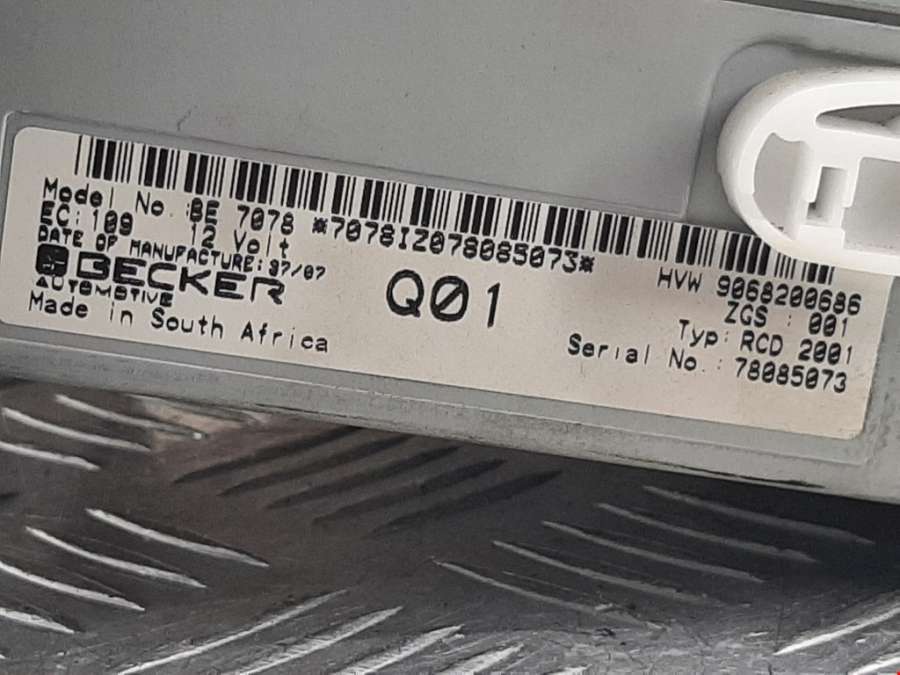 *7078IZ078085073*
Model No. BE 7078
EC: 109 12 Volt
DATE OF MANUFACTURE: 37/07
BECKER
AUTOMOTIVE
Made in South Africa
Q01
HVW 9068200686
ZGS : 001
Typ: RCD 2001
Serial No.: 78085073